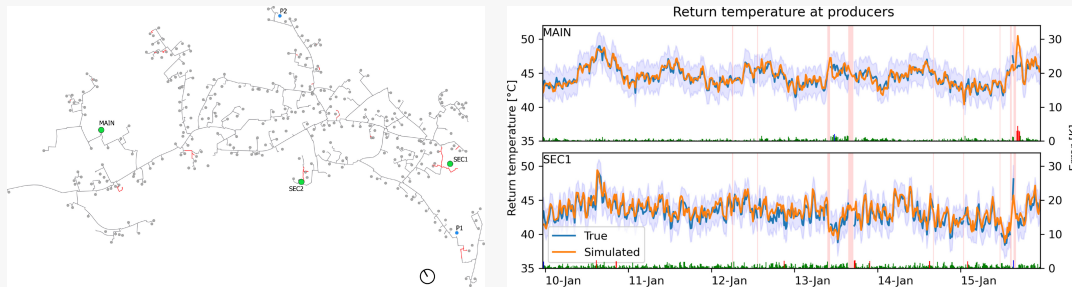 P2
MAIN
SEC1
SEC2
P1
Return temperature at producers
Return temperature [°C]
MAIN
50
45
40
35
30
20
10
0
SEC1
50
45
40
35
30
20
10
0
True
Simulated
10-Jan
11-Jan
12-Jan
13-Jan
14-Jan
15-Jan